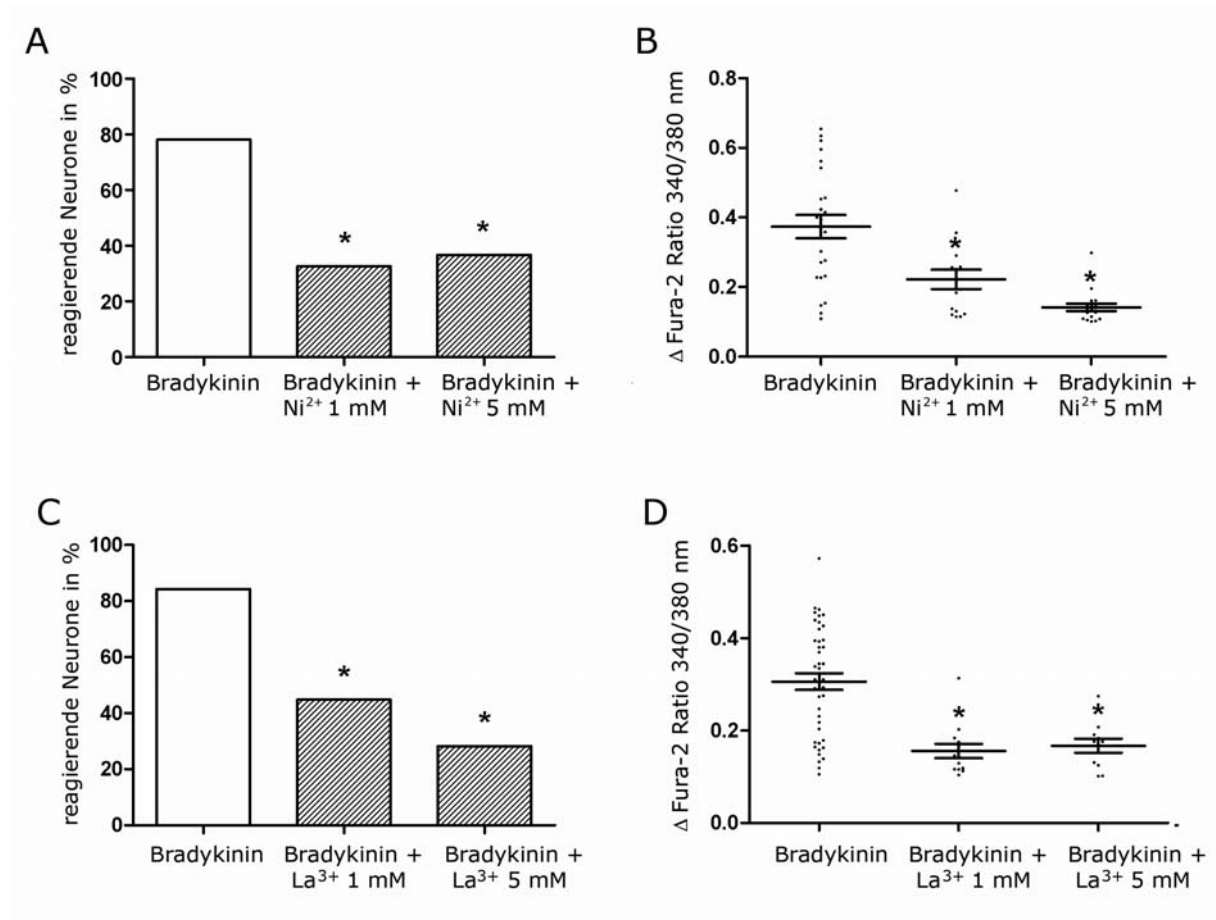 A
reagierende Neurone in %
100
80
60
40
20
0
*
*
Bradykinin
Bradykinin +
Ni²⁺ 1 mM
Bradykinin +
Ni²⁺ 5 mM
B
Δ Fura-2 Ratio 340/380 nm
0.8
0.6
0.4
0.2
0.0
*
*
Bradykinin
Bradykinin +
Ni²⁺ 1 mM
Bradykinin +
Ni²⁺ 5 mM
C
reagierende Neurone in %
100
80
60
40
20
0
*
*
Bradykinin
Bradykinin +
La³⁺ 1 mM
Bradykinin +
La³⁺ 5 mM
D
Δ Fura-2 Ratio 340/380 nm
0.6
0.4
0.2
0.0
*
*
Bradykinin
Bradykinin +
La³⁺ 1 mM
Bradykinin +
La³⁺ 5 mM